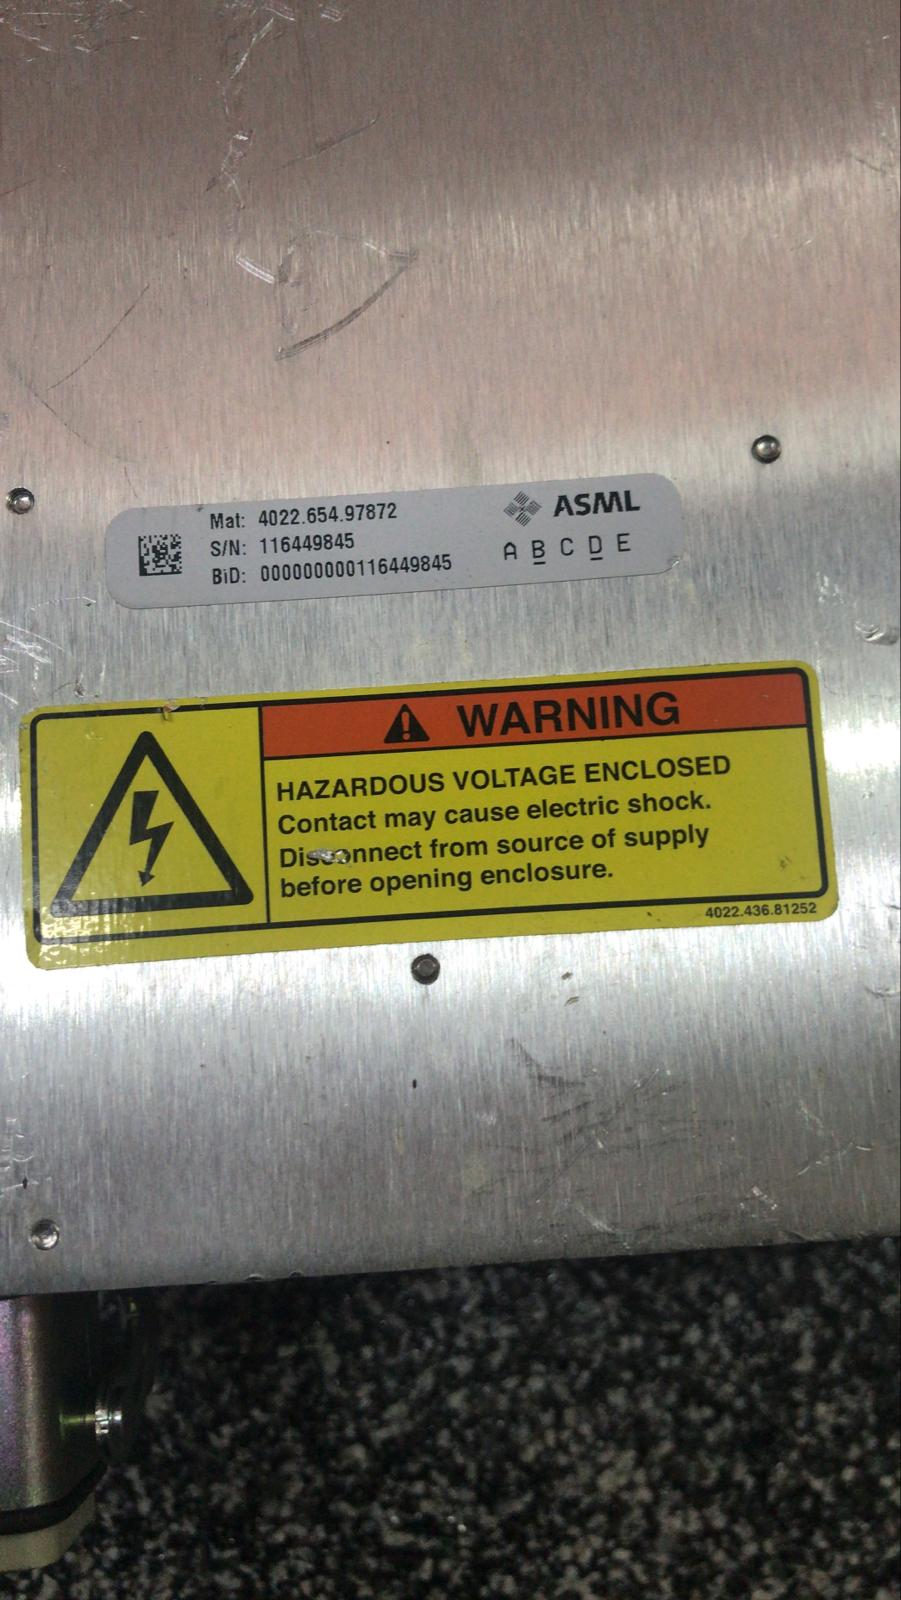 Mat: 4022.654.97872
S/N: 116449845
BiD: 000000000116449845
ASML
A B C D E
WARNING
HAZARDOUS VOLTAGE ENCLOSED
Contact may cause electric shock.
Disconnect from source of supply
before opening enclosure.
4022.436.81252